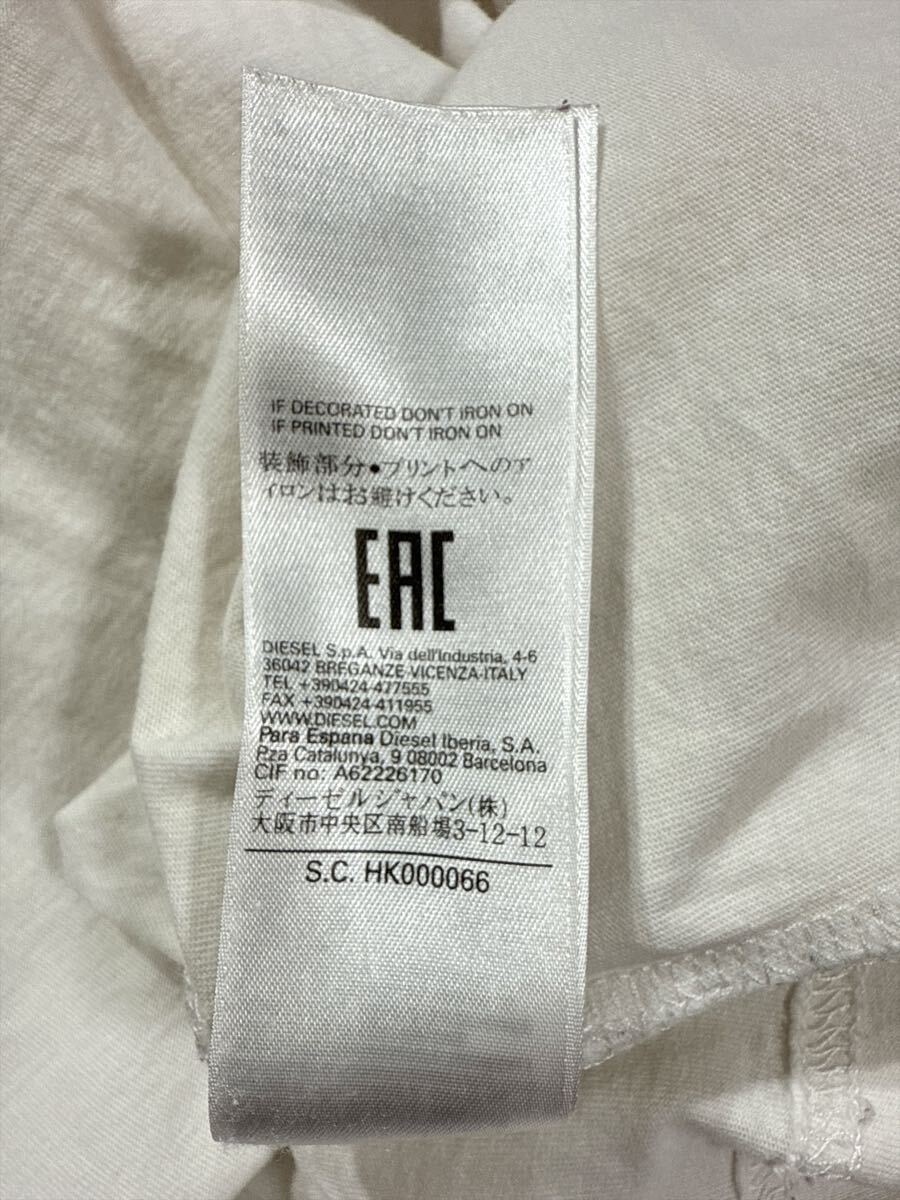 IF DECORATED DON'T IRON ON
IF PRINTED DON'T IRON ON
装飾部分●プリントへのア
イロンはお避けください。
EAC
DIESEL S.p.A. Via dell'Industria, 4-6
36042 BREGANZE-VICENZA-ITALY
TEL +390424-477555
FAX +390424-411955
WWW.DIESEL.COM
Para Espana Diesel Iberia, S.A.
Pza Catalunya, 9 08002 Barcelona
CIF no: A62226170
ディーゼルジャパン(株)
大阪市中央区南船場3-12-12
S.C. HK000066